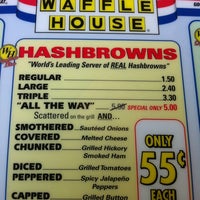 WAFFLE
HOUSE
HASHBROWNS
"World's Leading Server of REAL Hashbrowns"
REGULAR 1.50
LARGE 2.40
TRIPLE 3.30
"ALL THE WAY" 5.80 SPECIAL ONLY 5.00
Scattered on the grill AND...
SMOTHERED Sauteed Onions
COVERED Melted Cheese
CHUNKED Grilled Hickory
Smoked Ham
DICED Grilled Tomatoes
PEPPERED Spicy Jalapeño
Peppers
CAPPED Grilled Button
ONLY
55¢
EACH